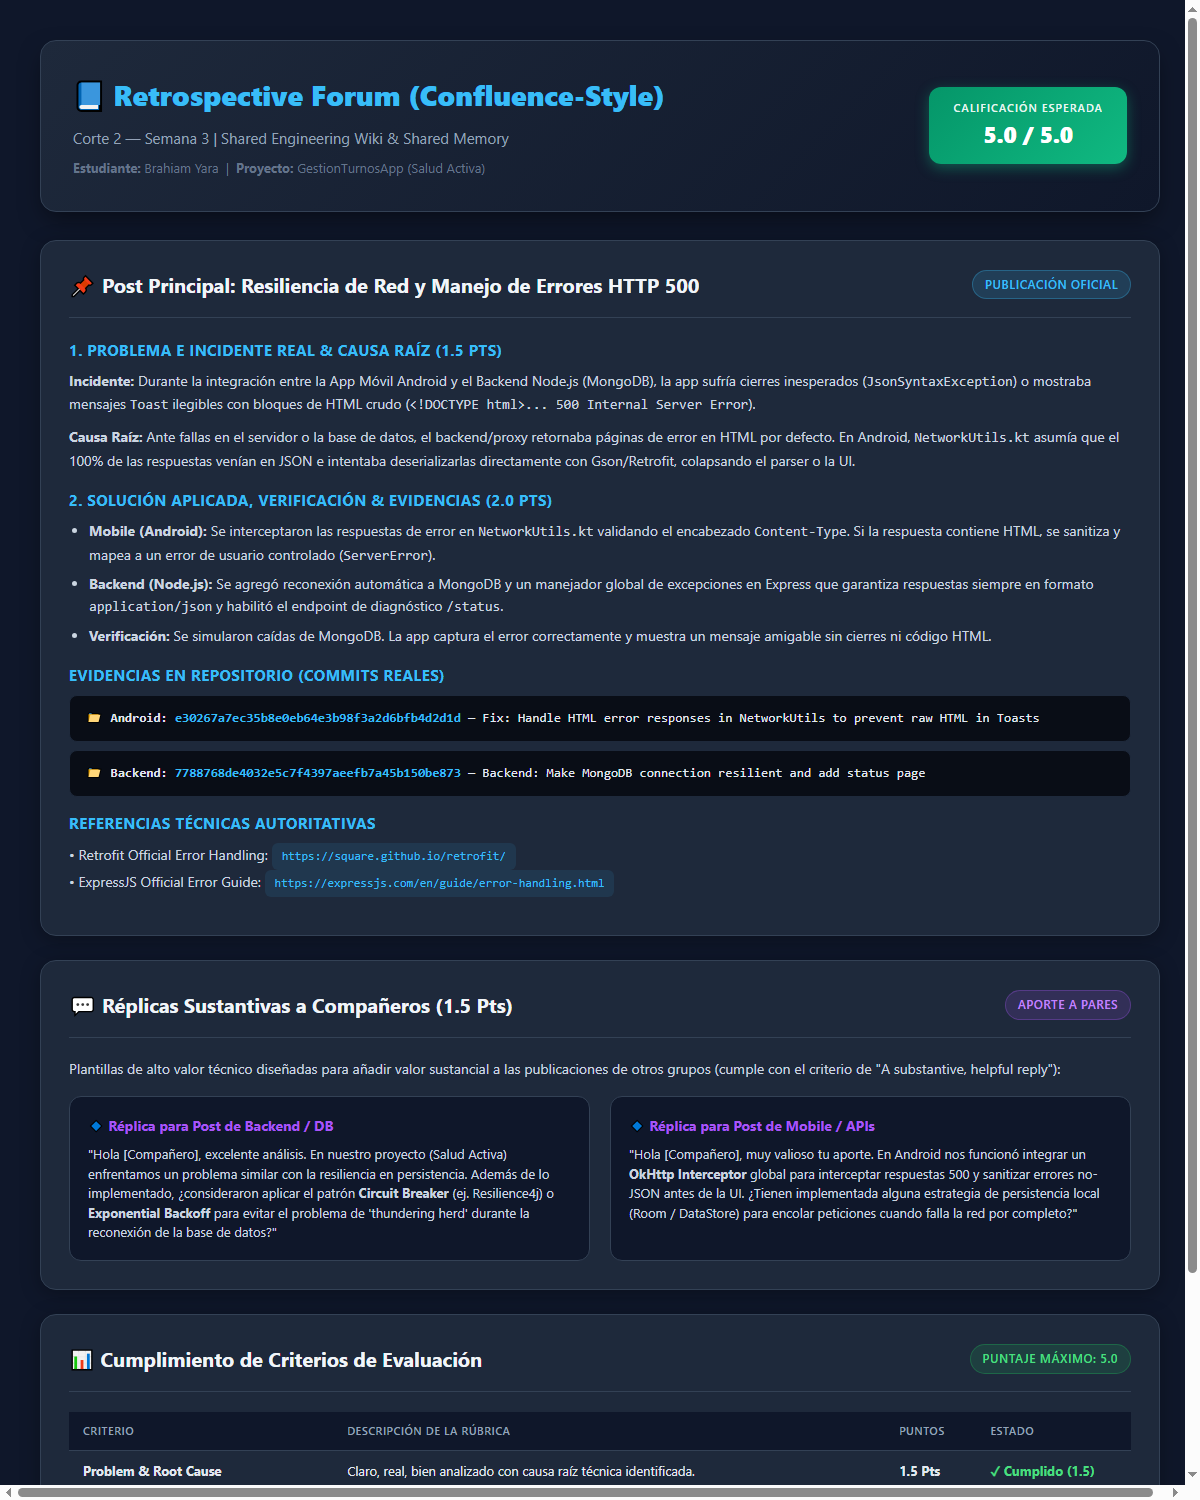 📘 Retrospective Forum (Confluence-Style)
Corte 2 — Semana 3 | Shared Engineering Wiki & Shared Memory
Estudiante: Brahiam Yara | Proyecto: GestionTurnosApp (Salud Activa)
CALIFICACIÓN ESPERADA
5.0 / 5.0
📌 Post Principal: Resiliencia de Red y Manejo de Errores HTTP 500
PUBLICACIÓN OFICIAL
1. PROBLEMA E INCIDENTE REAL & CAUSA RAÍZ (1.5 PTS)
Incidente: Durante la integración entre la App Móvil Android y el Backend Node.js (MongoDB), la app sufría cierres inesperados (JsonSyntaxException) o mostraba
mensajes Toast ilegibles con bloques de HTML crudo (<!DOCTYPE html>... 500 Internal Server Error).
Causa Raíz: Ante fallas en el servidor o la base de datos, el backend/proxy retornaba páginas de error en HTML por defecto. En Android, NetworkUtils.kt asumía que el
100% de las respuestas venían en JSON e intentaba deserializarlas directamente con Gson/Retrofit, colapsando el parser o la UI.
2. SOLUCIÓN APLICADA, VERIFICACIÓN & EVIDENCIAS (2.0 PTS)
• Mobile (Android): Se interceptaron las respuestas de error en NetworkUtils.kt validando el encabezado Content-Type. Si la respuesta contiene HTML, se sanitiza y
mapea a un error de usuario controlado (ServerError).
• Backend (Node.js): Se agregó reconexión automática a MongoDB y un manejador global de excepciones en Express que garantiza respuestas siempre en formato
application/json y habilitó el endpoint de diagnóstico /status.
• Verificación: Se simularon caídas de MongoDB. La app captura el error correctamente y muestra un mensaje amigable sin cierres ni código HTML.
EVIDENCIAS EN REPOSITORIO (COMMITS REALES)
📁 Android: e30267a7ec35b8e0eb64e3b98f3a2d6bfb4d2d1d — Fix: Handle HTML error responses in NetworkUtils to prevent raw HTML in Toasts
📁 Backend: 7788768de4032e5c7f4397aeefb7a45b150be873 — Backend: Make MongoDB connection resilient and add status page
REFERENCIAS TÉCNICAS AUTORITATIVAS
• Retrofit Official Error Handling: https://square.github.io/retrofit/
• ExpressJS Official Error Guide: https://expressjs.com/en/guide/error-handling.html
💬 Réplicas Sustantivas a Compañeros (1.5 Pts)
APORTE A PARES
Plantillas de alto valor técnico diseñadas para añadir valor sustancial a las publicaciones de otros grupos (cumple con el criterio de "A substantive, helpful reply"):
🔹 Réplica para Post de Backend / DB
"Hola [Compañero], excelente análisis. En nuestro proyecto (Salud Activa)
enfrentamos un problema similar con la resiliencia en persistencia. Además de lo
implementado, ¿consideraron aplicar el patrón Circuit Breaker (ej. Resilience4j) o
Exponential Backoff para evitar el problema de 'thundering herd' durante la
reconexión de la base de datos?"
🔹 Réplica para Post de Mobile / APIs
"Hola [Compañero], muy valioso tu aporte. En Android nos funcionó integrar un
OkHttp Interceptor global para interceptar respuestas 500 y sanitizar errores no-
JSON antes de la UI. ¿Tienen implementada alguna estrategia de persistencia local
(Room / DataStore) para encolar peticiones cuando falla la red por completo?"
📊 Cumplimiento de Criterios de Evaluación
PUNTAJE MÁXIMO: 5.0
CRITERIO DESCRIPCIÓN DE LA RÚBRICA PUNTOS ESTADO
Problem & Root Cause Claro, real, bien analizado con causa raíz técnica identificada. 1.5 Pts ✓ Cumplido (1.5)